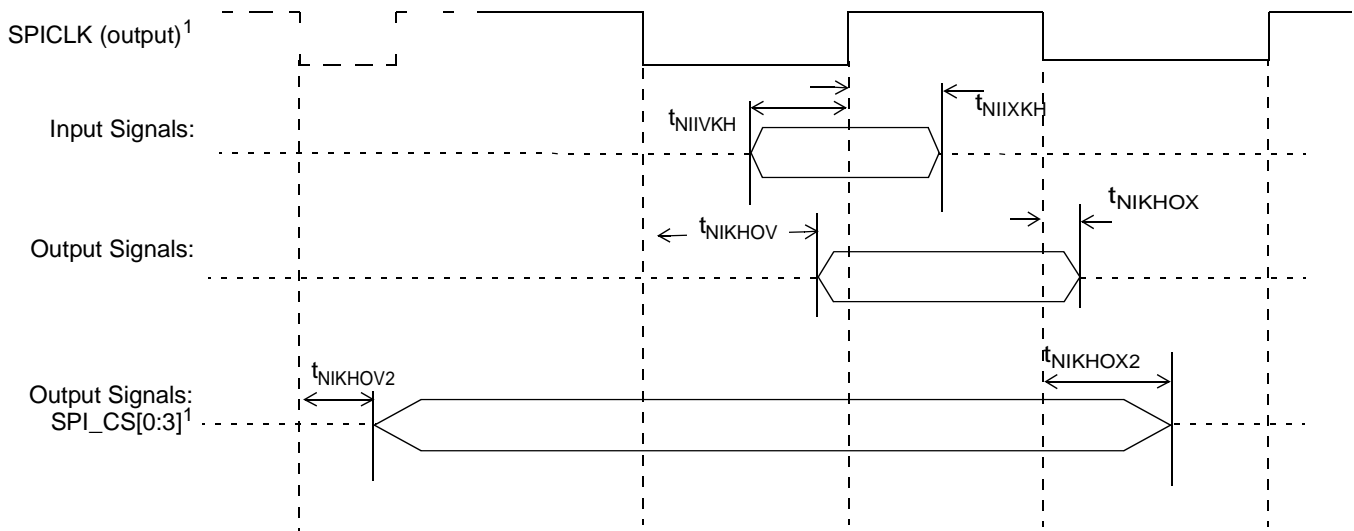 SPICLK (output)1
Input Signals:
tNIIVKH
tNIIXKH
Output Signals:
tNIKHOV
tNIKHOX
Output Signals:
SPI_CS[0:3]1
tNIKHOV2
tNIKHOX2